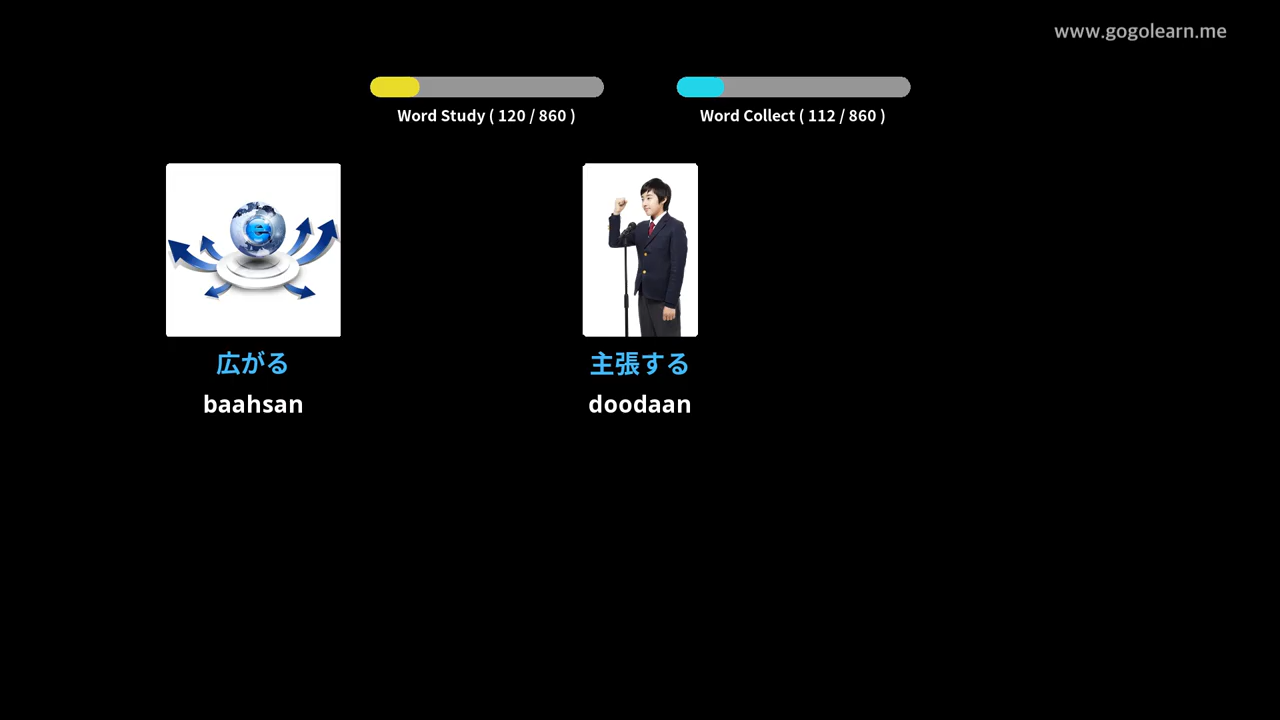 www.gogolearn.me
Word Study ( 120 / 860 )
Word Collect ( 112 / 860 )
e
広がる
主張する
baahsan
doodaan